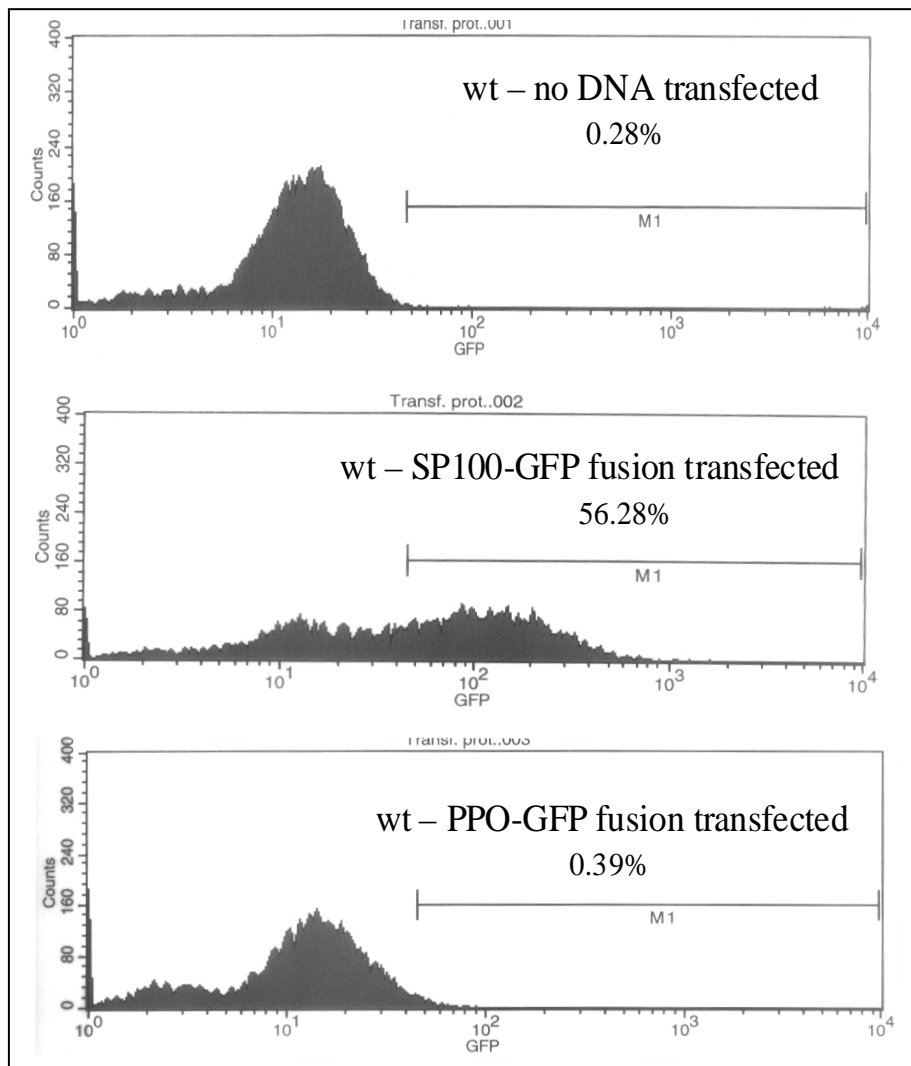 Transf. prot..001
400
320
240
160
80
0
Counts
wt – no DNA transfected
0.28%
M1
10^0 10^1 10^2 10^3 10^4
GFP
Transf. prot..002
400
320
240
160
80
0
Counts
wt – SP100-GFP fusion transfected
56.28%
M1
10^0 10^1 10^2 10^3 10^4
GFP
Transf. prot..003
400
320
240
160
80
0
Counts
wt – PPO-GFP fusion transfected
0.39%
M1
10^0 10^1 10^2 10^3 10^4
GFP